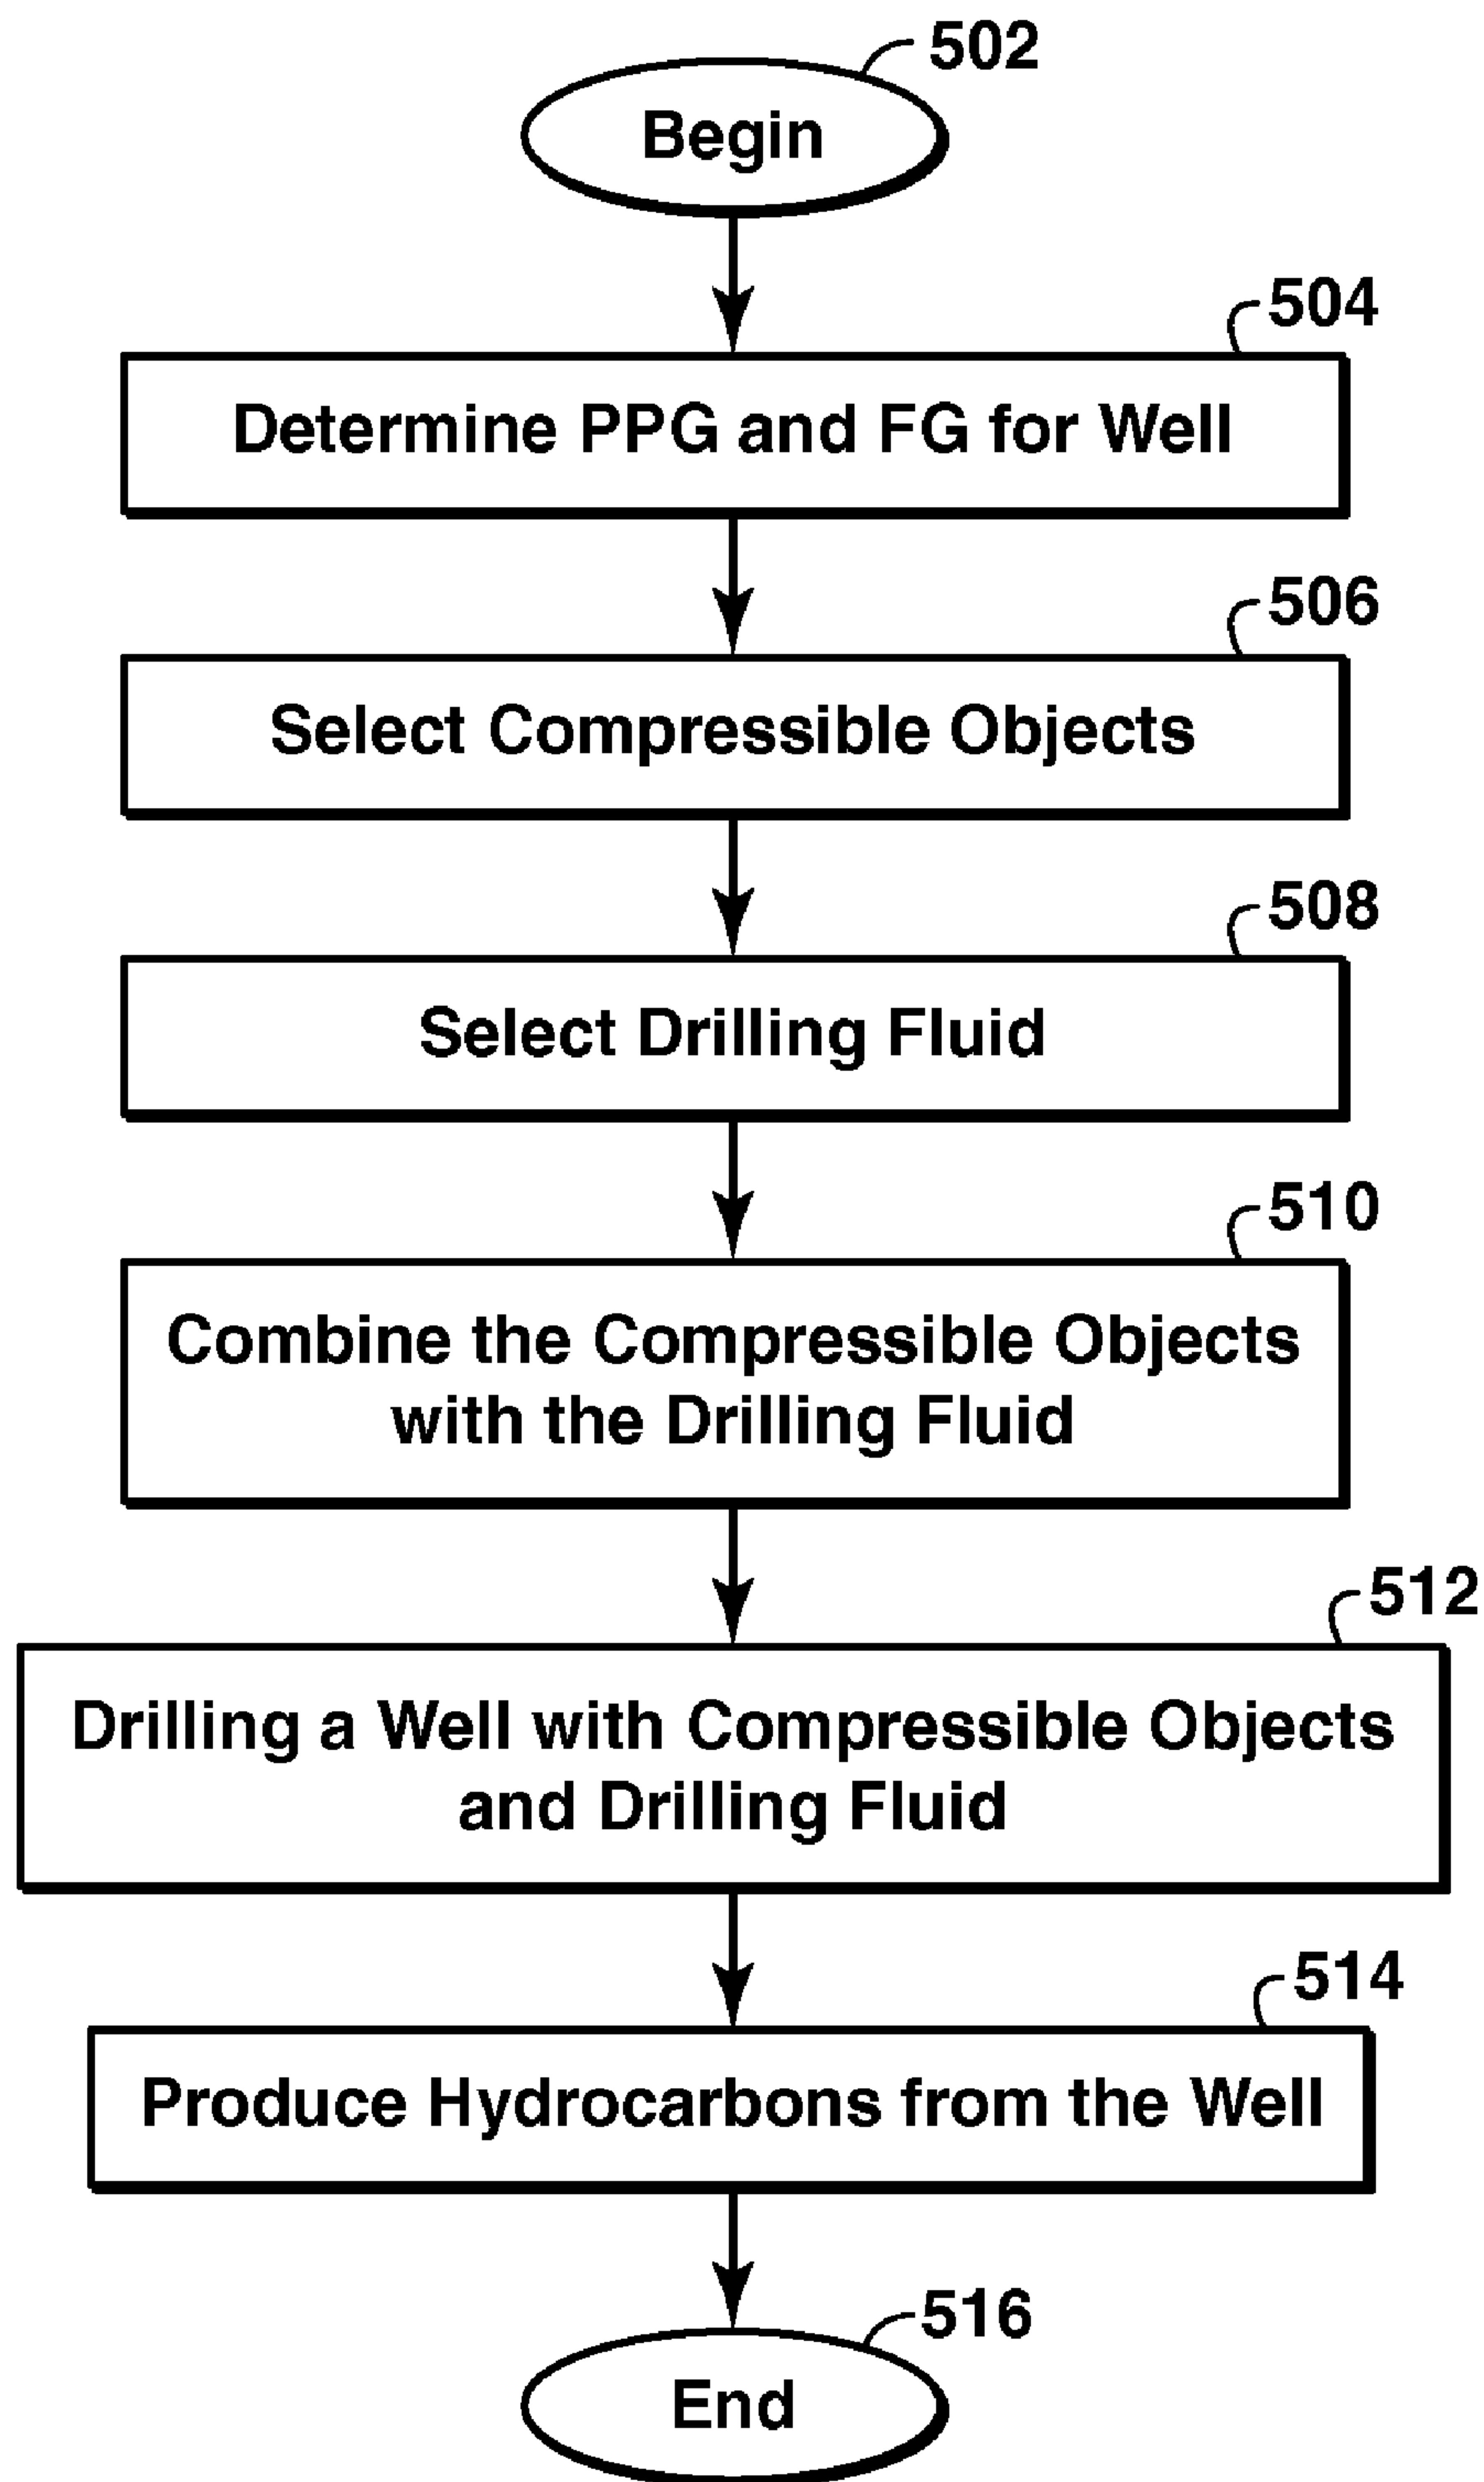 502
Begin
504
Determine PPG and FG for Well
506
Select Compressible Objects
508
Select Drilling Fluid
510
Combine the Compressible Objects
with the Drilling Fluid
512
Drilling a Well with Compressible Objects
and Drilling Fluid
514
Produce Hydrocarbons from the Well
516
End